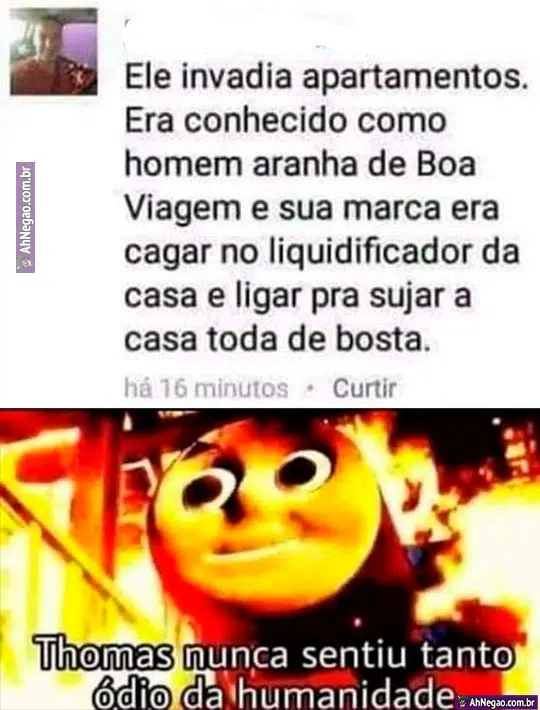 Ele invadia apartamentos.
Era conhecido como
homem aranha de Boa
Viagem e sua marca era
cagar no liquidificador da
casa e ligar pra sujar a
casa toda de bosta.
há 16 minutos • Curtir
AhNegao.com.br
Thomas nunca sentiu tanto
ódio da humanidade
AhNegao.com.br